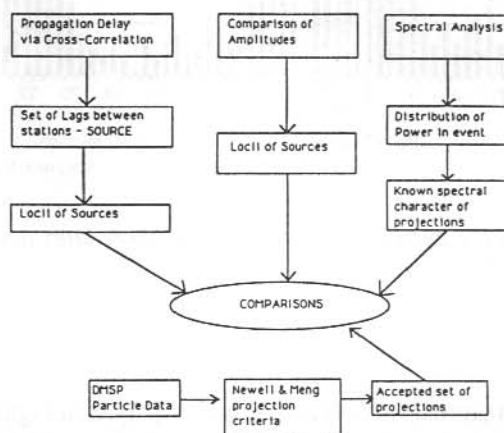 Propagation Delay
via Cross-Correlation
Comparison of
Amplitudes
Spectral Analysis
Set of Lags between
stations - SOURCE
Locii of Sources
Distribution of
Power in event
Locii of Sources
Known spectral
character of
projections
COMPARISONS
DMSP
Particle Data
Newell & Meng
projection
criteria
Accepted set of
projections